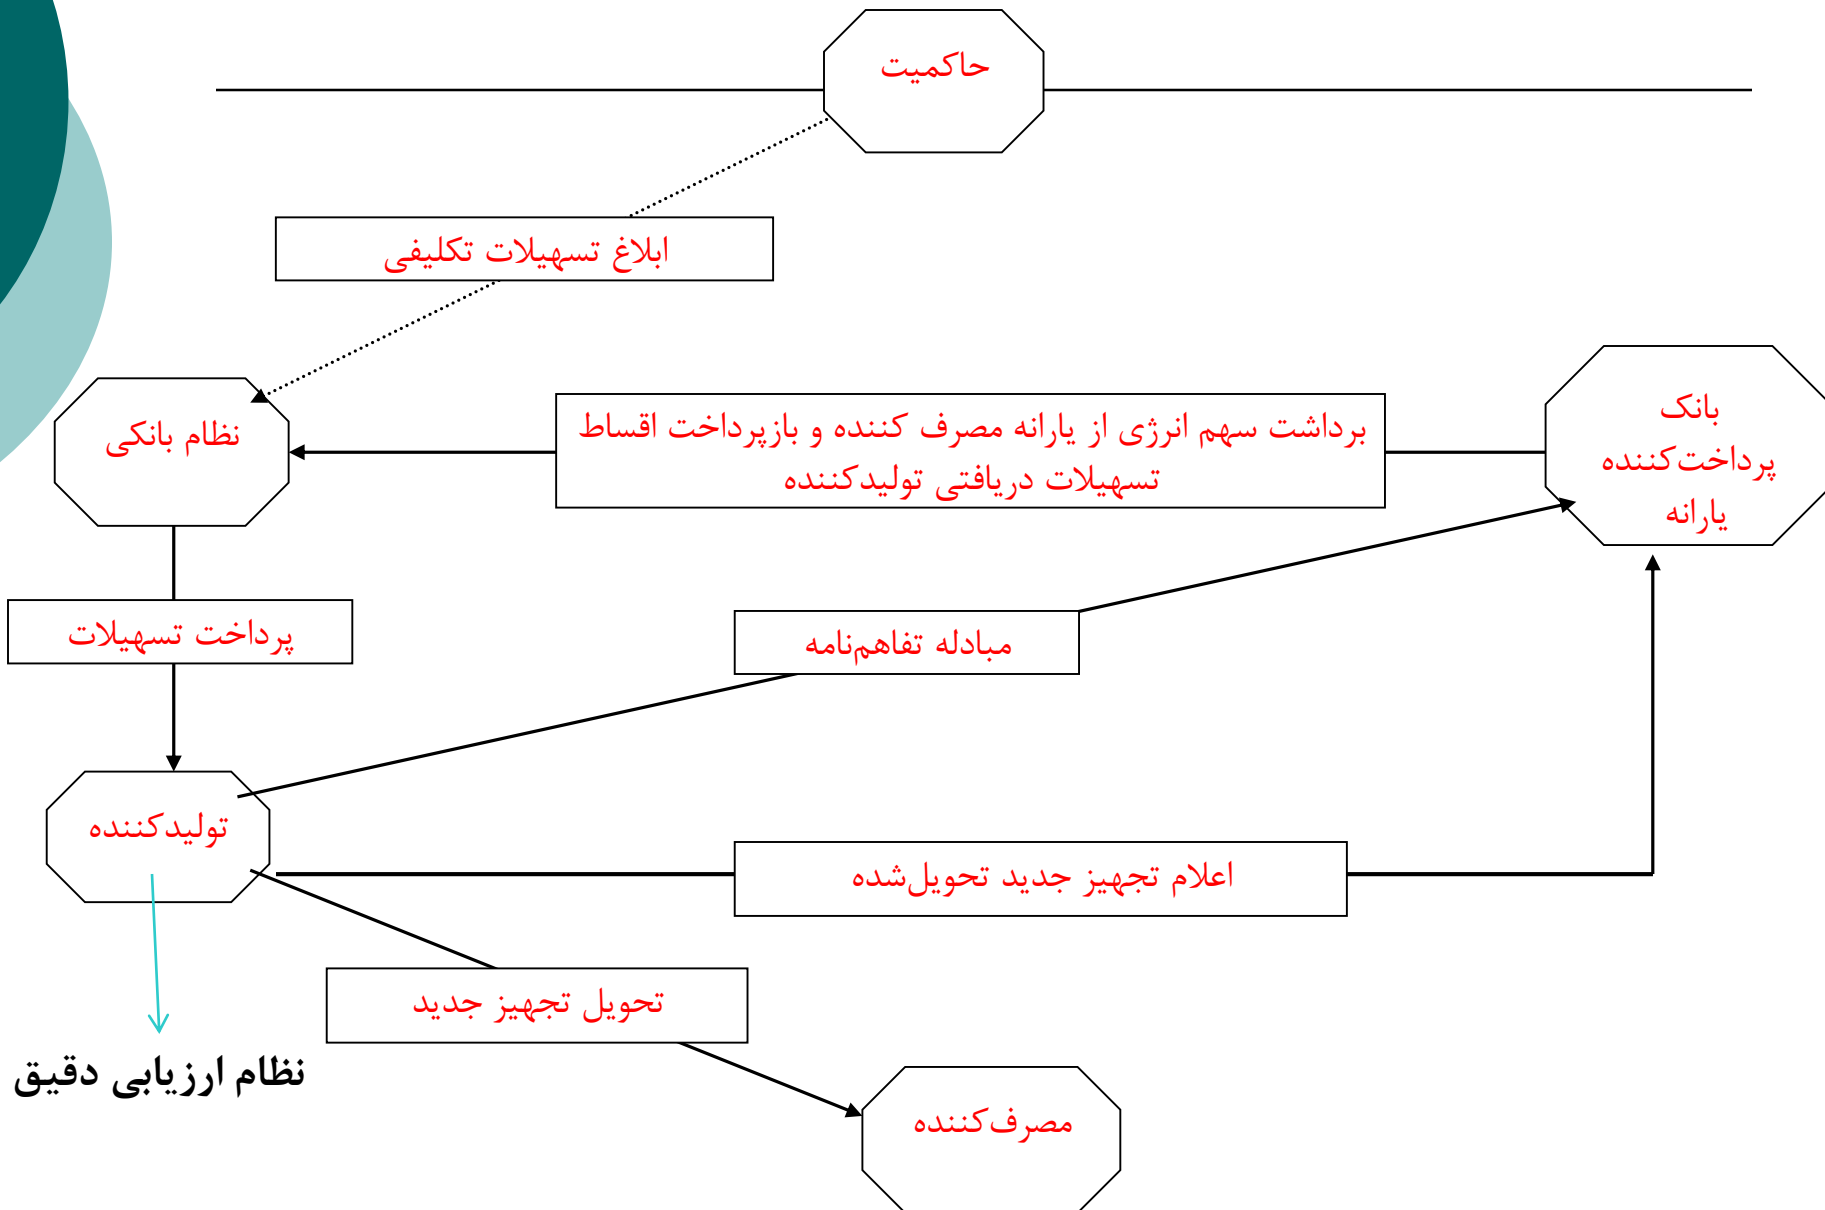 حاکمیت
ابلاغ تسهیلات تکلیفی
بانک
پرداخت‌کننده
یارانه
برداشت سهم انرژی از یارانه مصرف کننده و بازپرداخت اقساط
تسهیلات دریافتی تولیدکننده
نظام بانکی
پرداخت تسهیلات
مبادله تفاهم‌نامه
تولیدکننده
اعلام تجهیز جدید تحویل‌شده
تحویل تجهیز جدید
نظام ارزیابی دقیق
مصرف‌کننده